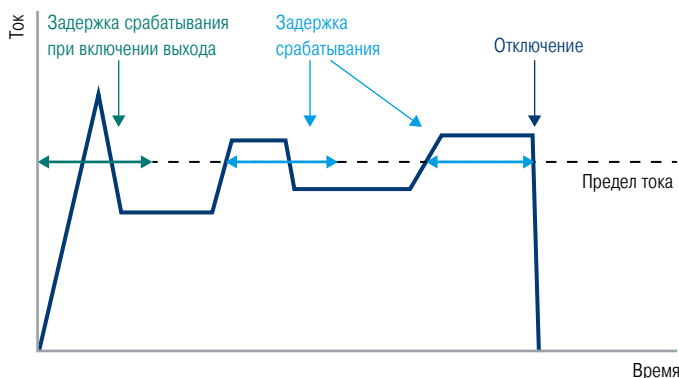 Ток
Задержка срабатывания
при включении выхода
Задержка
срабатывания
Отключение
Предел тока
Время